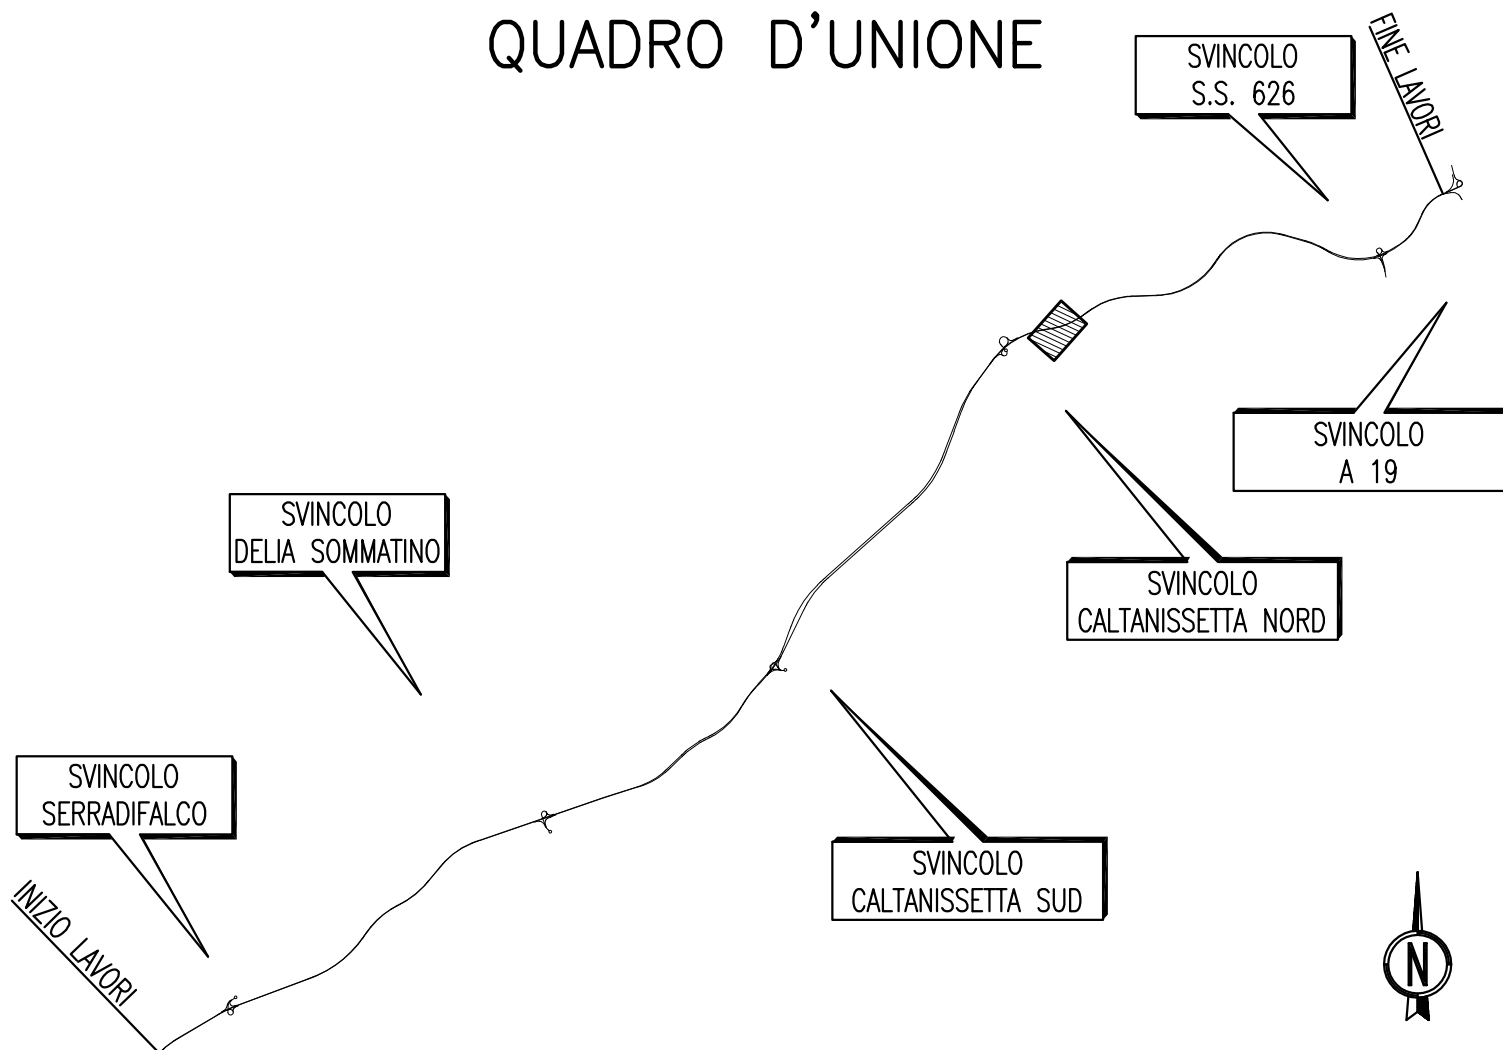 QUADRO D'UNIONE
SVINCOLO
S.S. 626
FINE LAVORI
SVINCOLO
A 19
SVINCOLO
DELIA SOMMATINO
SVINCOLO
CALTANISSETTA NORD
SVINCOLO
SERRADIFALCO
SVINCOLO
CALTANISSETTA SUD
INIZIO LAVORI
N